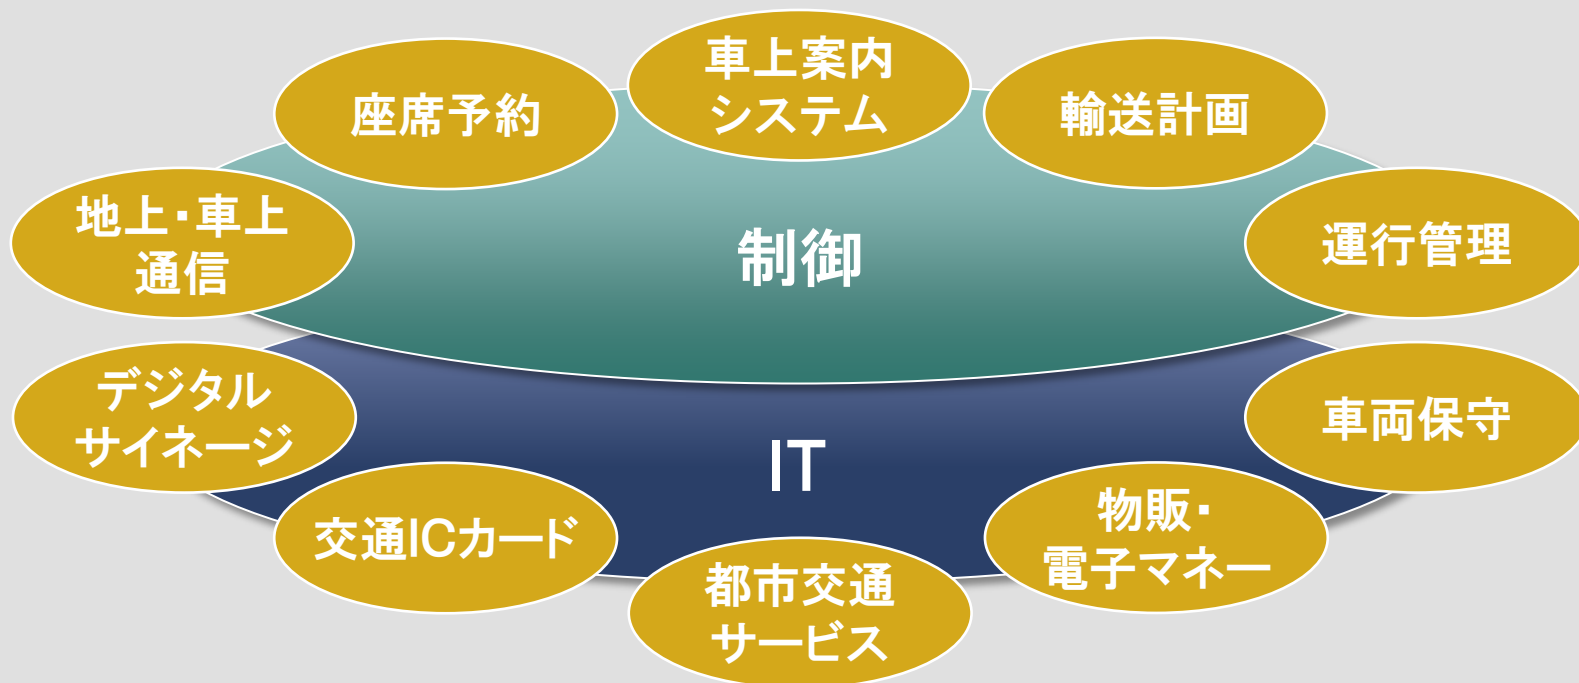 車上案内
システム
座席予約
輸送計画
地上・車上
通信
制御
運行管理
デジタル
サイネージ
IT
車両保守
交通ICカード
物販・
電子マネー
都市交通
サービス